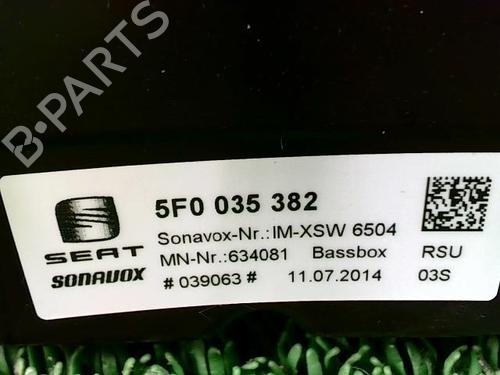 B-PARTS
5F0 035 382
Sonavox-Nr.:IM-XSW 6504
MN-Nr.:634081 Bassbox RSU
# 039063 # 11.07.2014 03S
SEAT
SONAVOX